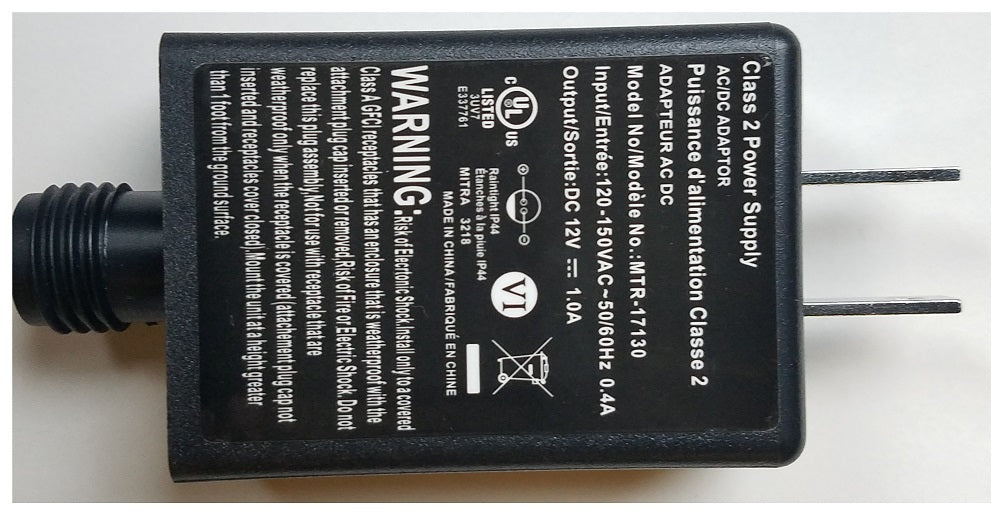 Class 2 Power Supply
AC/DC ADAPTOR
Puissance d'alimentation Classe 2
ADAPTEUR AC DC
Model No/Modèle No.:MTR-17130
Input/Entrée:120-150VAC~50/60Hz 0.4A
Output/Sortie:DC 12V ⎓ 1.0A
C UL US
LISTED
3UV7
E337761
VI
Rainlight IP44
Étanches à la pluie IP44
MITRA 3218
MADE IN CHINA/FABRIQUÉ EN CHINE
WARNING:Risk of Electronic Shock.Install only to a covered
Class A GFCI receptacles that has an enclosure that is weatherproof with the
attachment plug cap inserted or removed,Risk of Fire or Electric Shock. Do not
replace this plug assembly,Not for use with receptacle that are
weatherproof only when the receptacle is covered (attachement plug cap not
inserted and receptacles cover closed),Mount the unit at a height greater
than 1 foot from the ground surface.